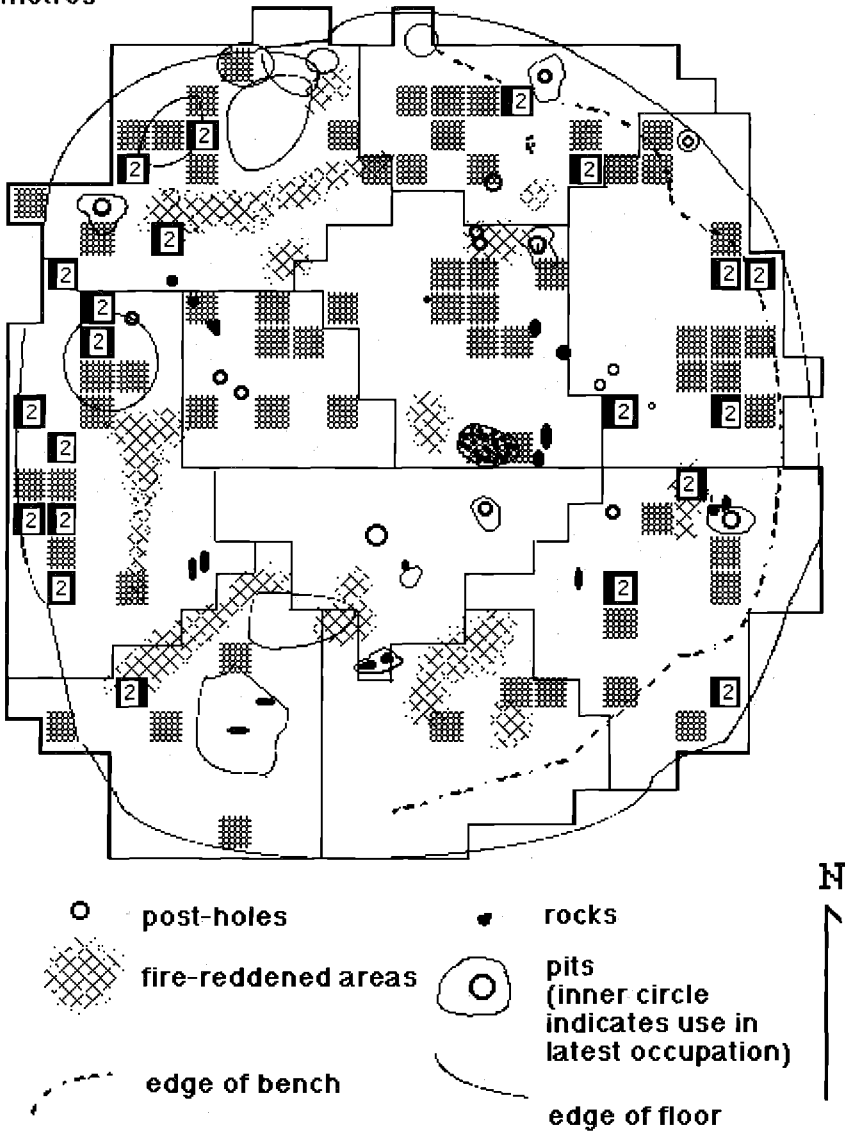 metres
2
2
2 2
2
2 2 2
2
2
2 2 2
2
2
2 2
2 2
2 2
N
post-holes
rocks
fire-reddened areas
pits
(inner circle
indicates use in
latest occupation)
edge of bench
edge of floor